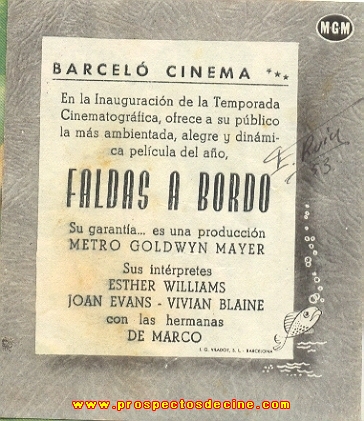 MGM
BARCELÓ CINEMA
En la Inauguración de la Temporada
Cinematográfica, ofrece a su público
la más ambientada, alegre y dinámi-
ca película del año,
FALDAS A BORDO
Su garantía... es una producción
METRO GOLDWYN MAYER
Sus intérpretes
ESTHER WILLIAMS
JOAN EVANS - VIVIAN BLAINE
con las hermanas
DE MARCO
BARCELONA
www.prospectosdecine.com